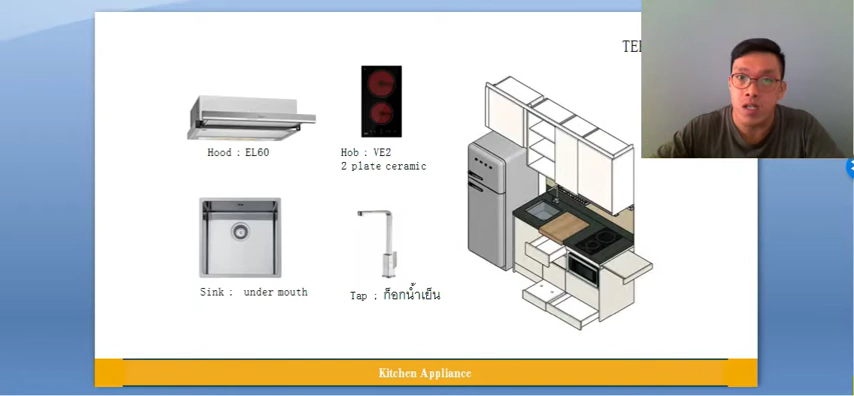 Hood : EL60
Hob : VE2
2 plate ceramic
Sink : under mouth
Tap : ก็อกน้ำเย็น
Kitchen Appliance